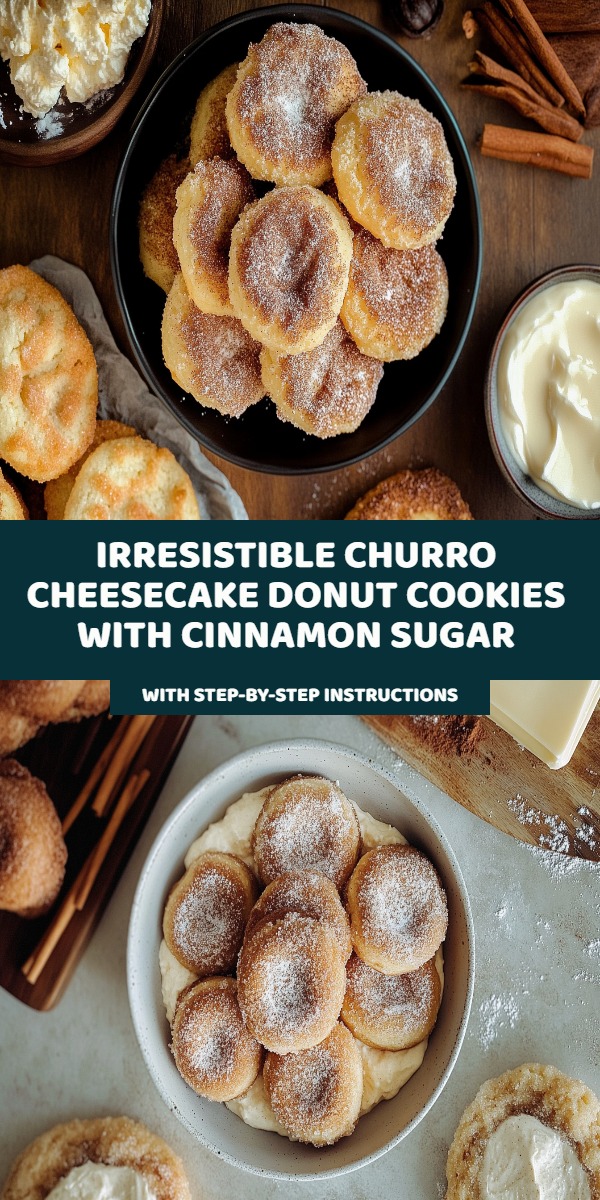 IRRESISTIBLE CHURRO
CHEESECAKE DONUT COOKIES
WITH CINNAMON SUGAR
WITH STEP-BY-STEP INSTRUCTIONS